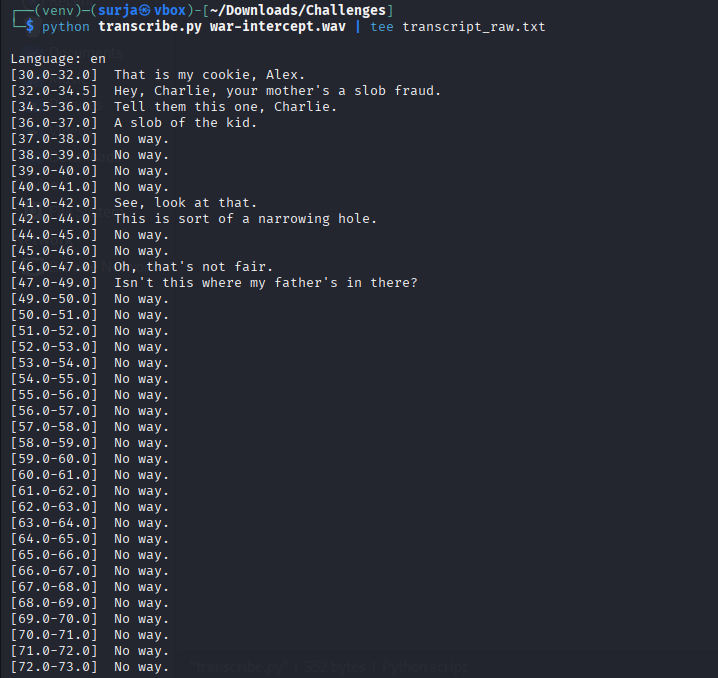 ┌──(venv)─(surja㉿vbox)-[~/Downloads/Challenges]
└─$ python transcribe.py war-intercept.wav | tee transcript_raw.txt
Language: en
[30.0-32.0] That is my cookie, Alex.
[32.0-34.5] Hey, Charlie, your mother's a slob fraud.
[34.5-36.0] Tell them this one, Charlie.
[36.0-37.0] A slob of the kid.
[37.0-38.0] No way.
[38.0-39.0] No way.
[39.0-40.0] No way.
[40.0-41.0] No way.
[41.0-42.0] See, look at that.
[42.0-44.0] This is sort of a narrowing hole.
[44.0-45.0] No way.
[45.0-46.0] No way.
[46.0-47.0] Oh, that's not fair.
[47.0-49.0] Isn't this where my father's in there?
[49.0-50.0] No way.
[50.0-51.0] No way.
[51.0-52.0] No way.
[52.0-53.0] No way.
[53.0-54.0] No way.
[54.0-55.0] No way.
[55.0-56.0] No way.
[56.0-57.0] No way.
[57.0-58.0] No way.
[58.0-59.0] No way.
[59.0-60.0] No way.
[60.0-61.0] No way.
[61.0-62.0] No way.
[62.0-63.0] No way.
[63.0-64.0] No way.
[64.0-65.0] No way.
[65.0-66.0] No way.
[66.0-67.0] No way.
[67.0-68.0] No way.
[68.0-69.0] No way.
[69.0-70.0] No way.
[70.0-71.0] No way.
[71.0-72.0] No way.
[72.0-73.0] No way.